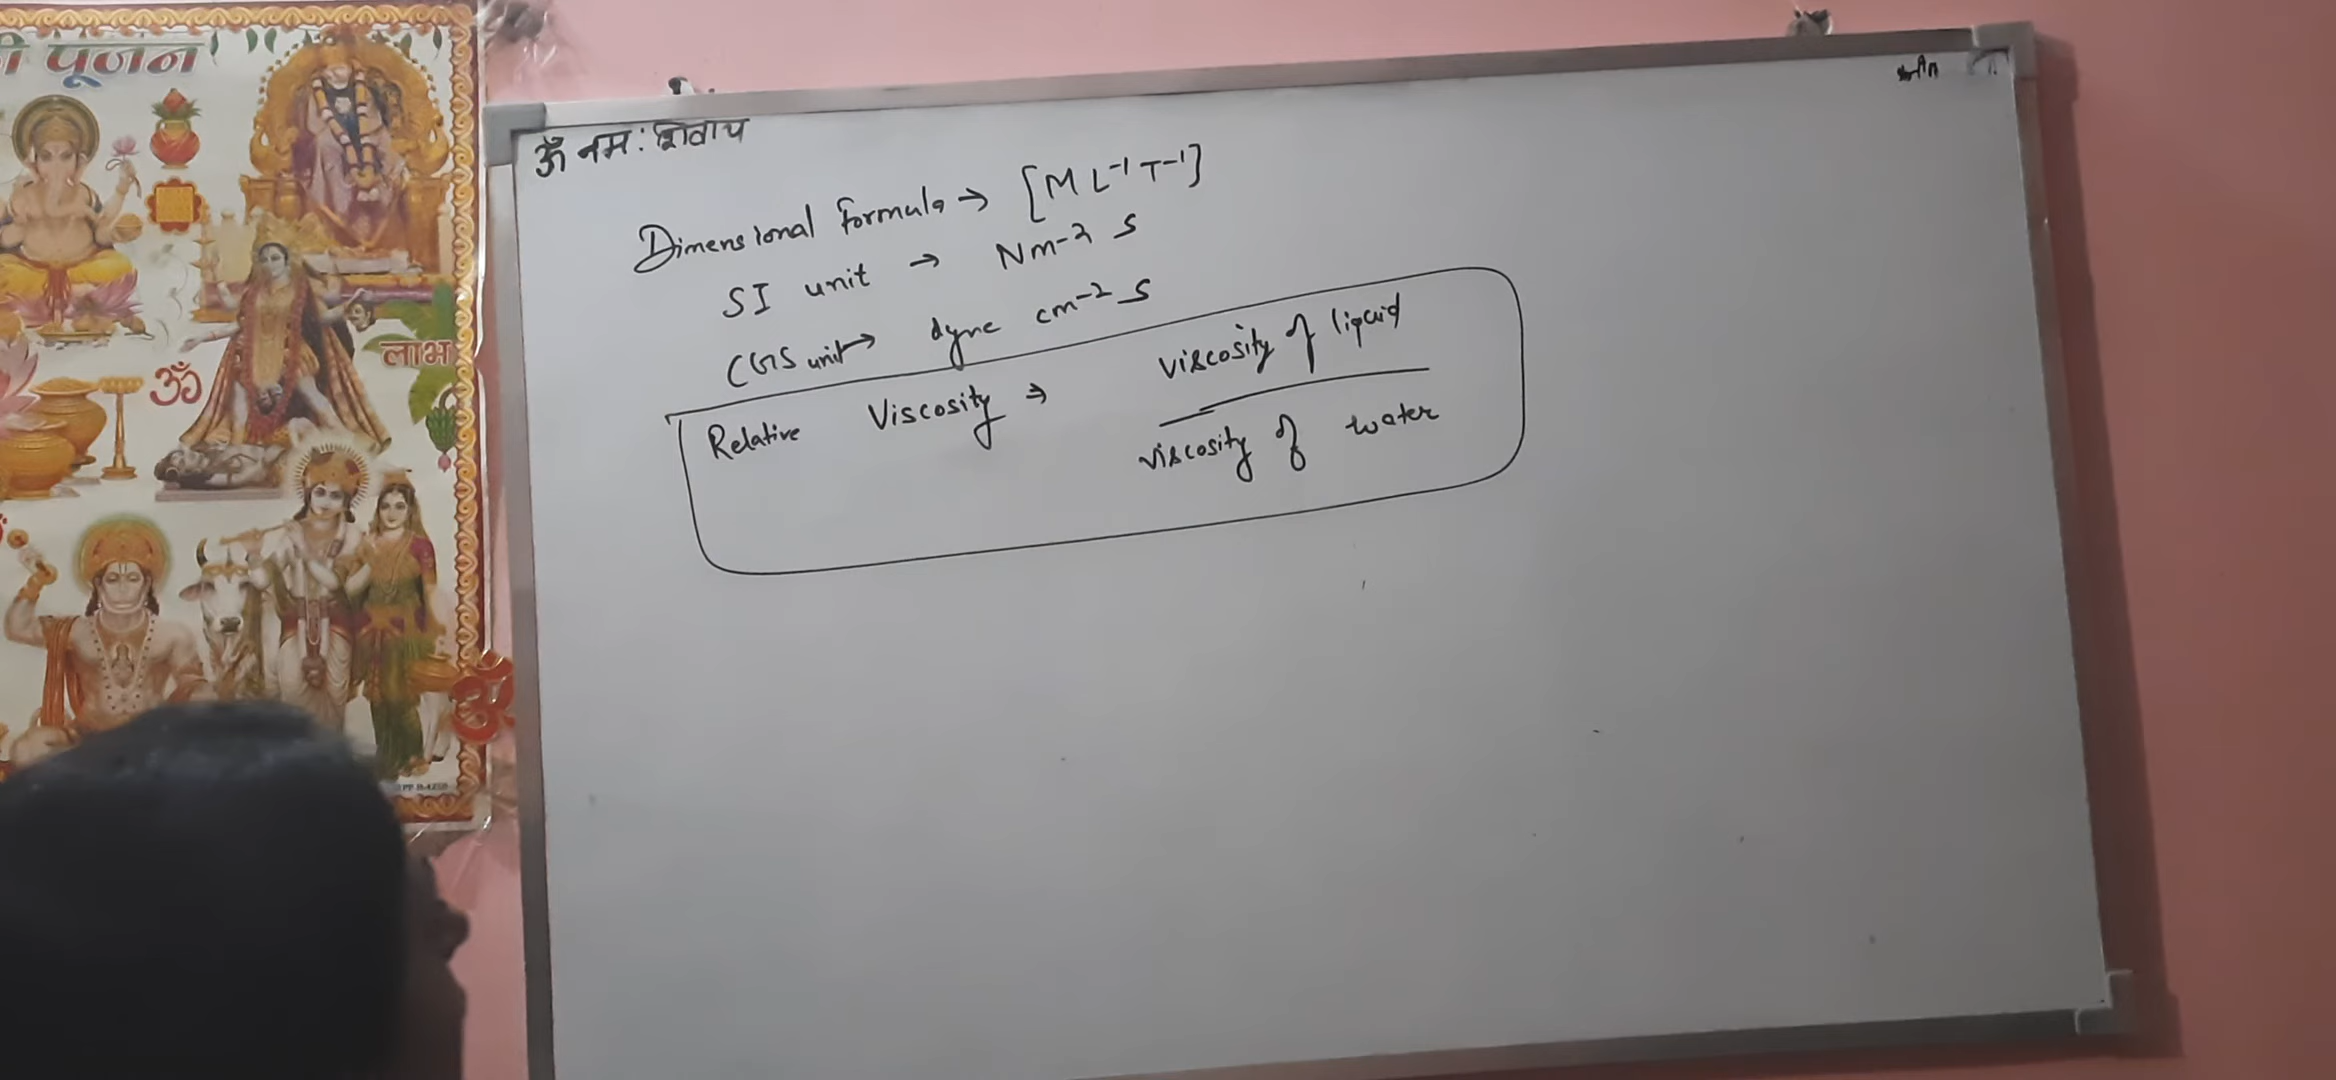 पूजन
लाभ
ॐ
ॐ
ॐ नम: शिवाय
Dimensional formula → [M L⁻¹ T⁻¹]
SI unit → Nm⁻² S
CGS unit → dyne cm⁻² S
Relative Viscosity ⇒ viscosity of liquid
viscosity of water